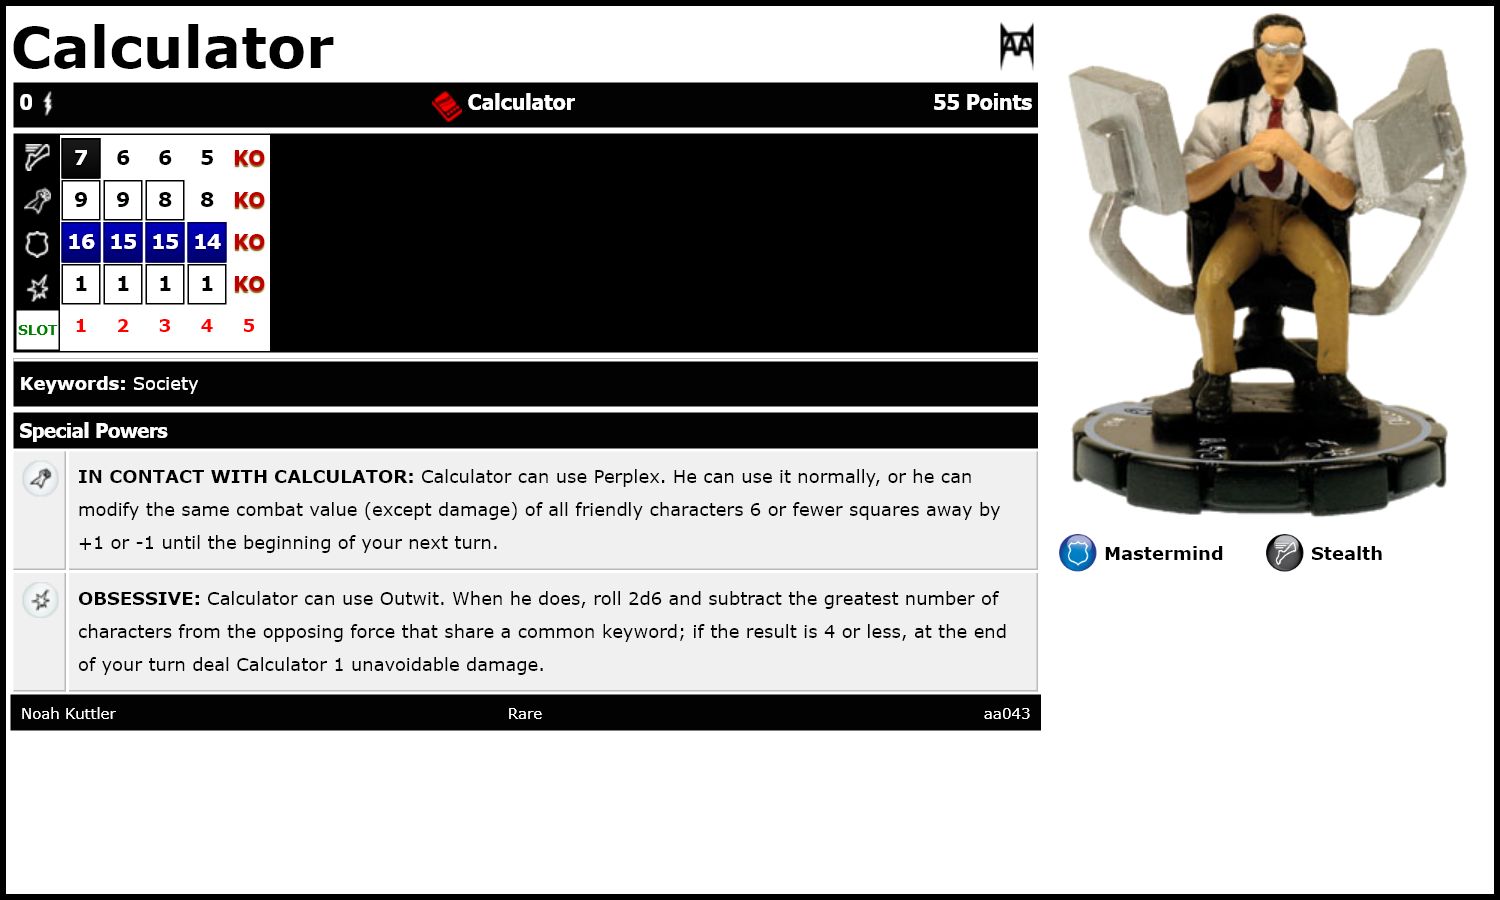 Calculator
0 Calculator 55 Points
7 6 6 5 KO
9 9 8 8 KO
16 15 15 14 KO
1 1 1 1 KO
SLOT 1 2 3 4 5
Keywords: Society
Special Powers
IN CONTACT WITH CALCULATOR: Calculator can use Perplex. He can use it normally, or he can
modify the same combat value (except damage) of all friendly characters 6 or fewer squares away by
+1 or -1 until the beginning of your next turn.
OBSESSIVE: Calculator can use Outwit. When he does, roll 2d6 and subtract the greatest number of
characters from the opposing force that share a common keyword; if the result is 4 or less, at the end
of your turn deal Calculator 1 unavoidable damage.
Noah Kuttler Rare aa043
Mastermind Stealth